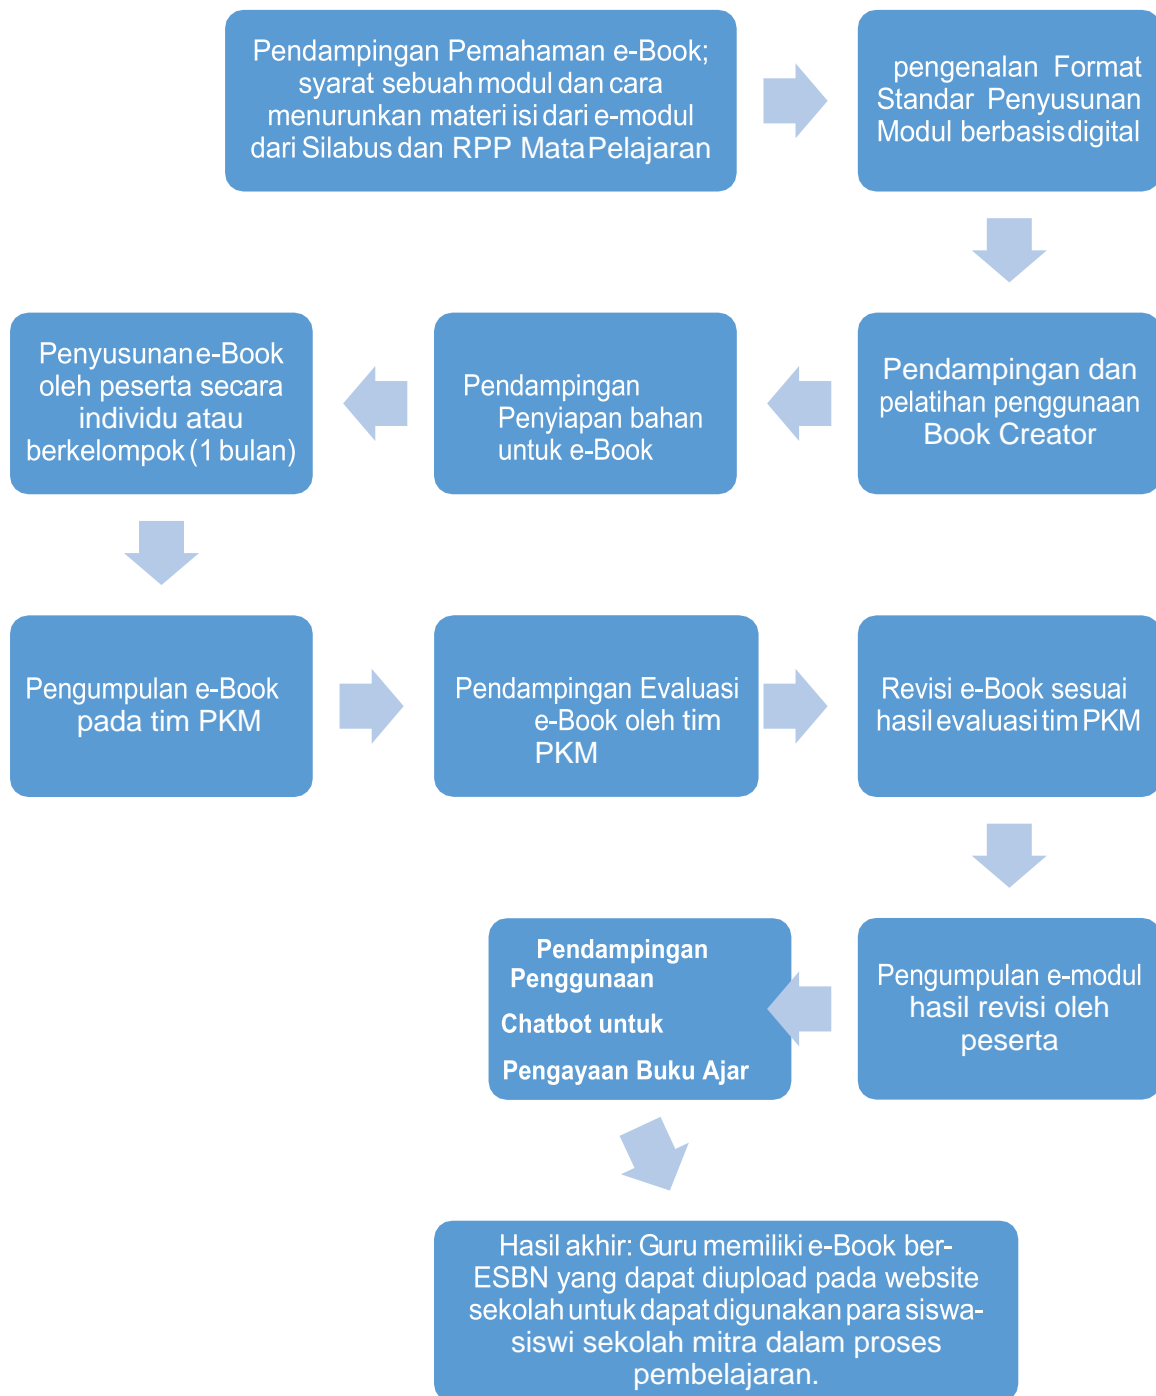 Pendampingan Pemahaman e-Book;
syarat sebuah modul dan cara
menurunkan materi isi dari e-modul
dari Silabus dan RPP Mata Pelajaran
pengenalan Format
Standar Penyusunan
Modul berbasis digital
Pendampingan dan
pelatihan penggunaan
Book Creator
Pendampingan
Penyiapan bahan
untuk e-Book
Penyusunan e-Book
oleh peserta secara
individu atau
berkelompok (1 bulan)
Pengumpulan e-Book
pada tim PKM
Pendampingan Evaluasi
e-Book oleh tim
PKM
Revisi e-Book sesuai
hasil evaluasi tim PKM
Pengumpulan e-modul
hasil revisi oleh
peserta
Pendampingan
Penggunaan
Chatbot untuk
Pengayaan Buku Ajar
Hasil akhir: Guru memiliki e-Book ber-
ESBN yang dapat diupload pada website
sekolah untuk dapat digunakan para siswa-
siswi sekolah mitra dalam proses
pembelajaran.